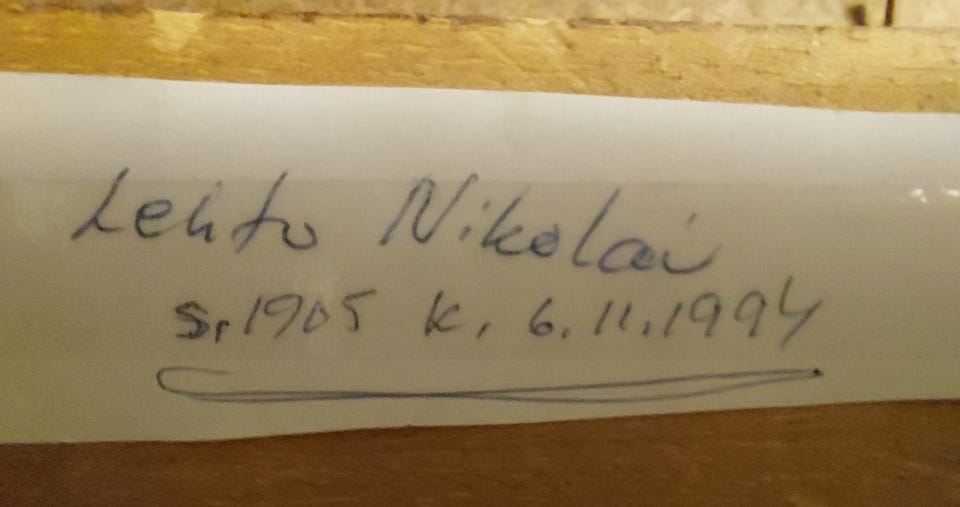 Lehto Nikolai
s. 1905 k. 6.11.1994